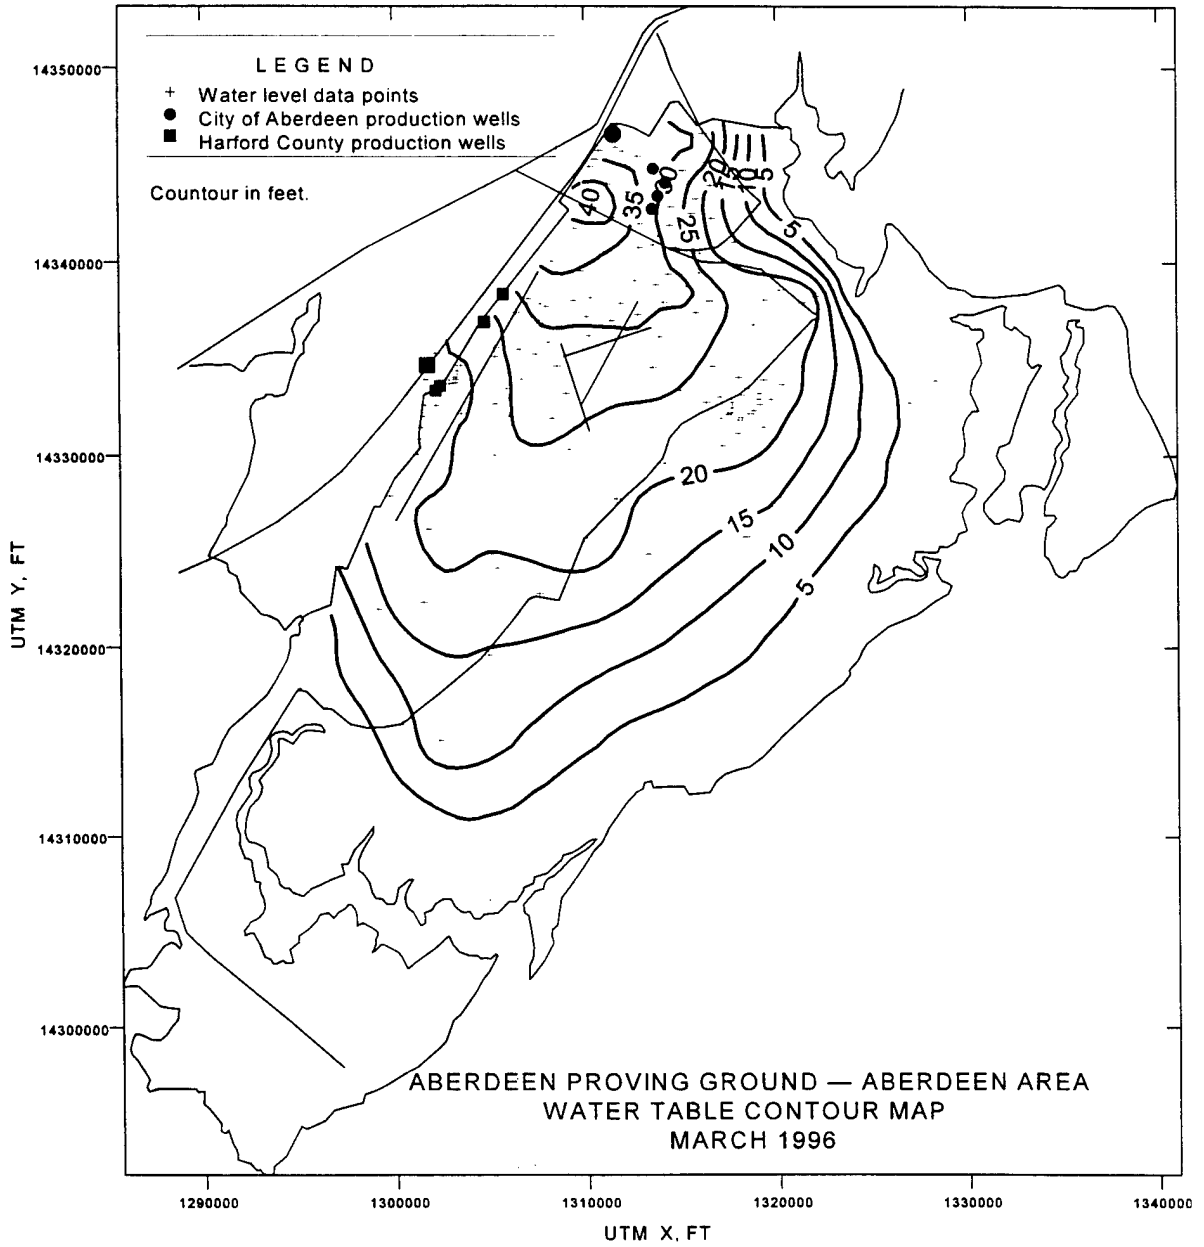 LEGEND
+ Water level data points
● City of Aberdeen production wells
■ Harford County production wells
Countour in feet.
14350000
14340000
14330000
14320000
14310000
14300000
UTM Y, FT
40
35
30
25
20
15
10
5
5
20
15
10
5
ABERDEEN PROVING GROUND — ABERDEEN AREA
WATER TABLE CONTOUR MAP
MARCH 1996
1290000
1300000
1310000
1320000
1330000
1340000
UTM X, FT